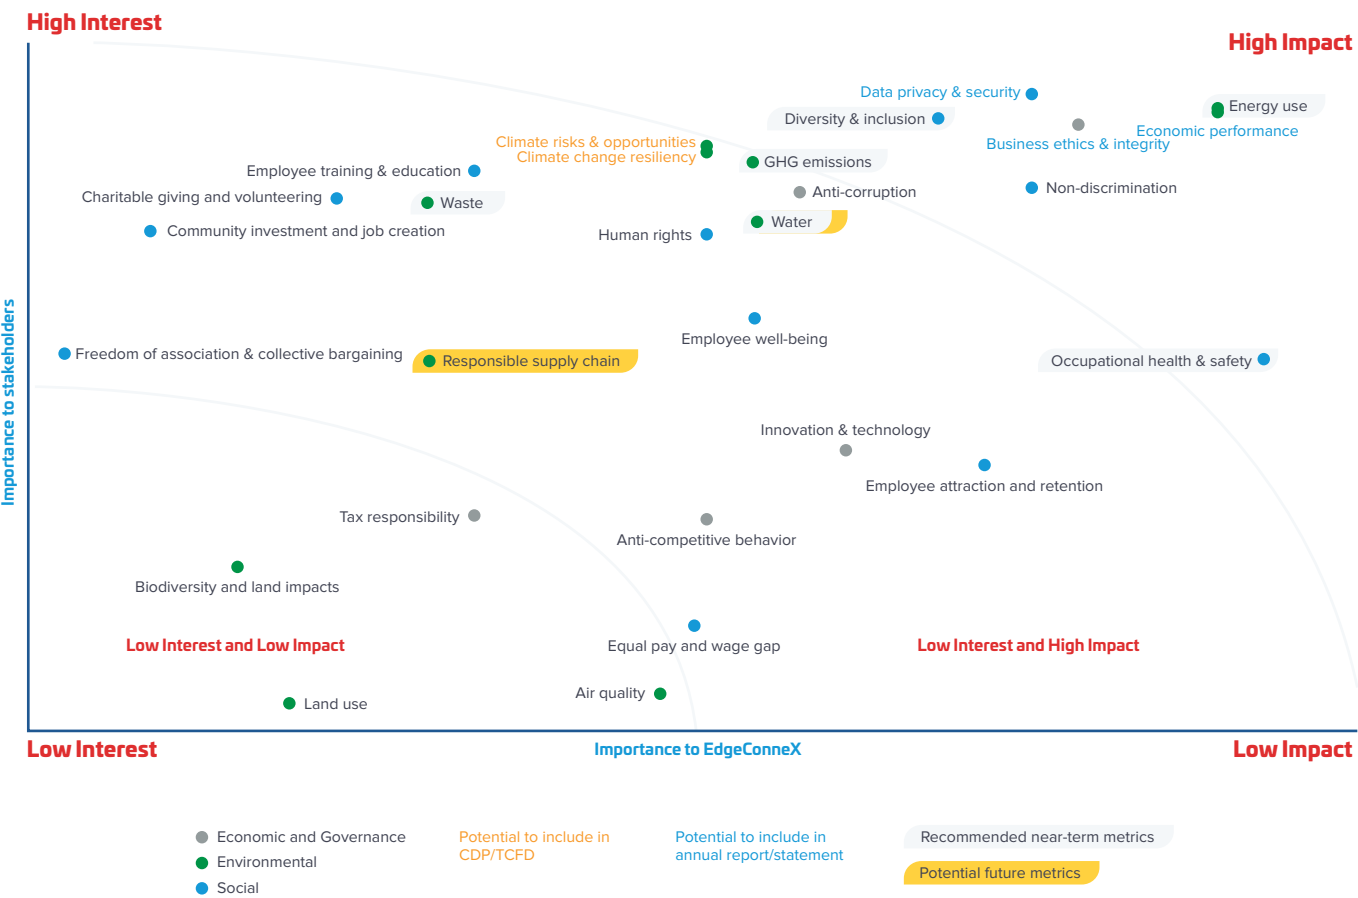 High Interest
High Impact
Data privacy & security
Energy use
Diversity & inclusion
Economic performance
Business ethics & integrity
Climate risks & opportunities
Climate change resiliency
GHG emissions
Employee training & education
Non-discrimination
Anti-corruption
Charitable giving and volunteering
Waste
Water
Community investment and job creation
Human rights
Employee well-being
Freedom of association & collective bargaining
Responsible supply chain
Occupational health & safety
Importance to stakeholders
Innovation & technology
Employee attraction and retention
Tax responsibility
Anti-competitive behavior
Biodiversity and land impacts
Low Interest and Low Impact
Equal pay and wage gap
Low Interest and High Impact
Air quality
Land use
Low Interest
Importance to EdgeConneX
Low Impact
Economic and Governance
Environmental
Social
Potential to include in
CDP/TCFD
Potential to include in
annual report/statement
Recommended near-term metrics
Potential future metrics